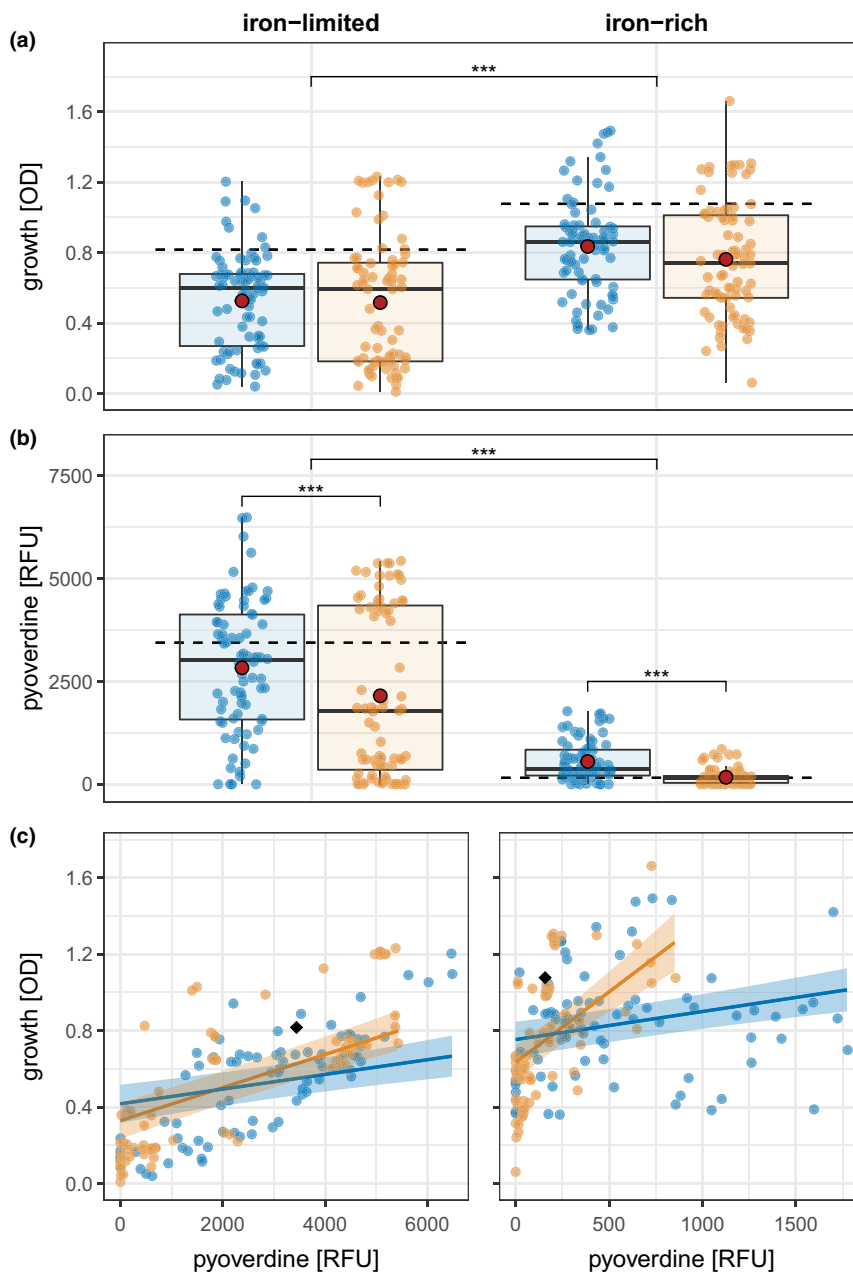 iron−limited iron−rich
(a)
***
1.6
1.2
0.8
0.4
0.0
growth [OD]
(b)
***
***
***
7500
5000
2500
0
pyoverdine [RFU]
(c)
1.6
1.2
0.8
0.4
0.0
growth [OD]
0 2000 4000 6000 0 500 1000 1500
pyoverdine [RFU] pyoverdine [RFU]